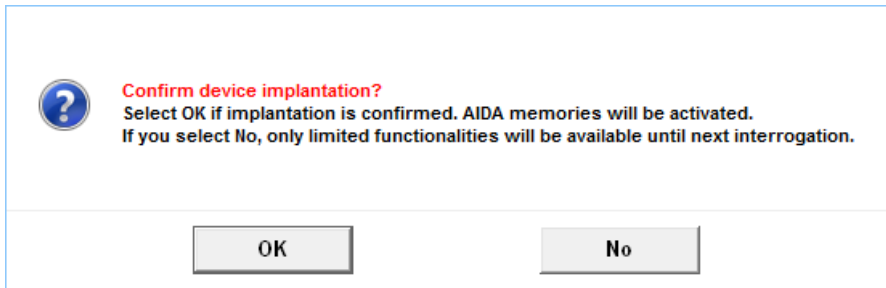 Confirm device implantation?
Select OK if implantation is confirmed. AIDA memories will be activated.
If you select No, only limited functionalities will be available until next interrogation.
OK
No